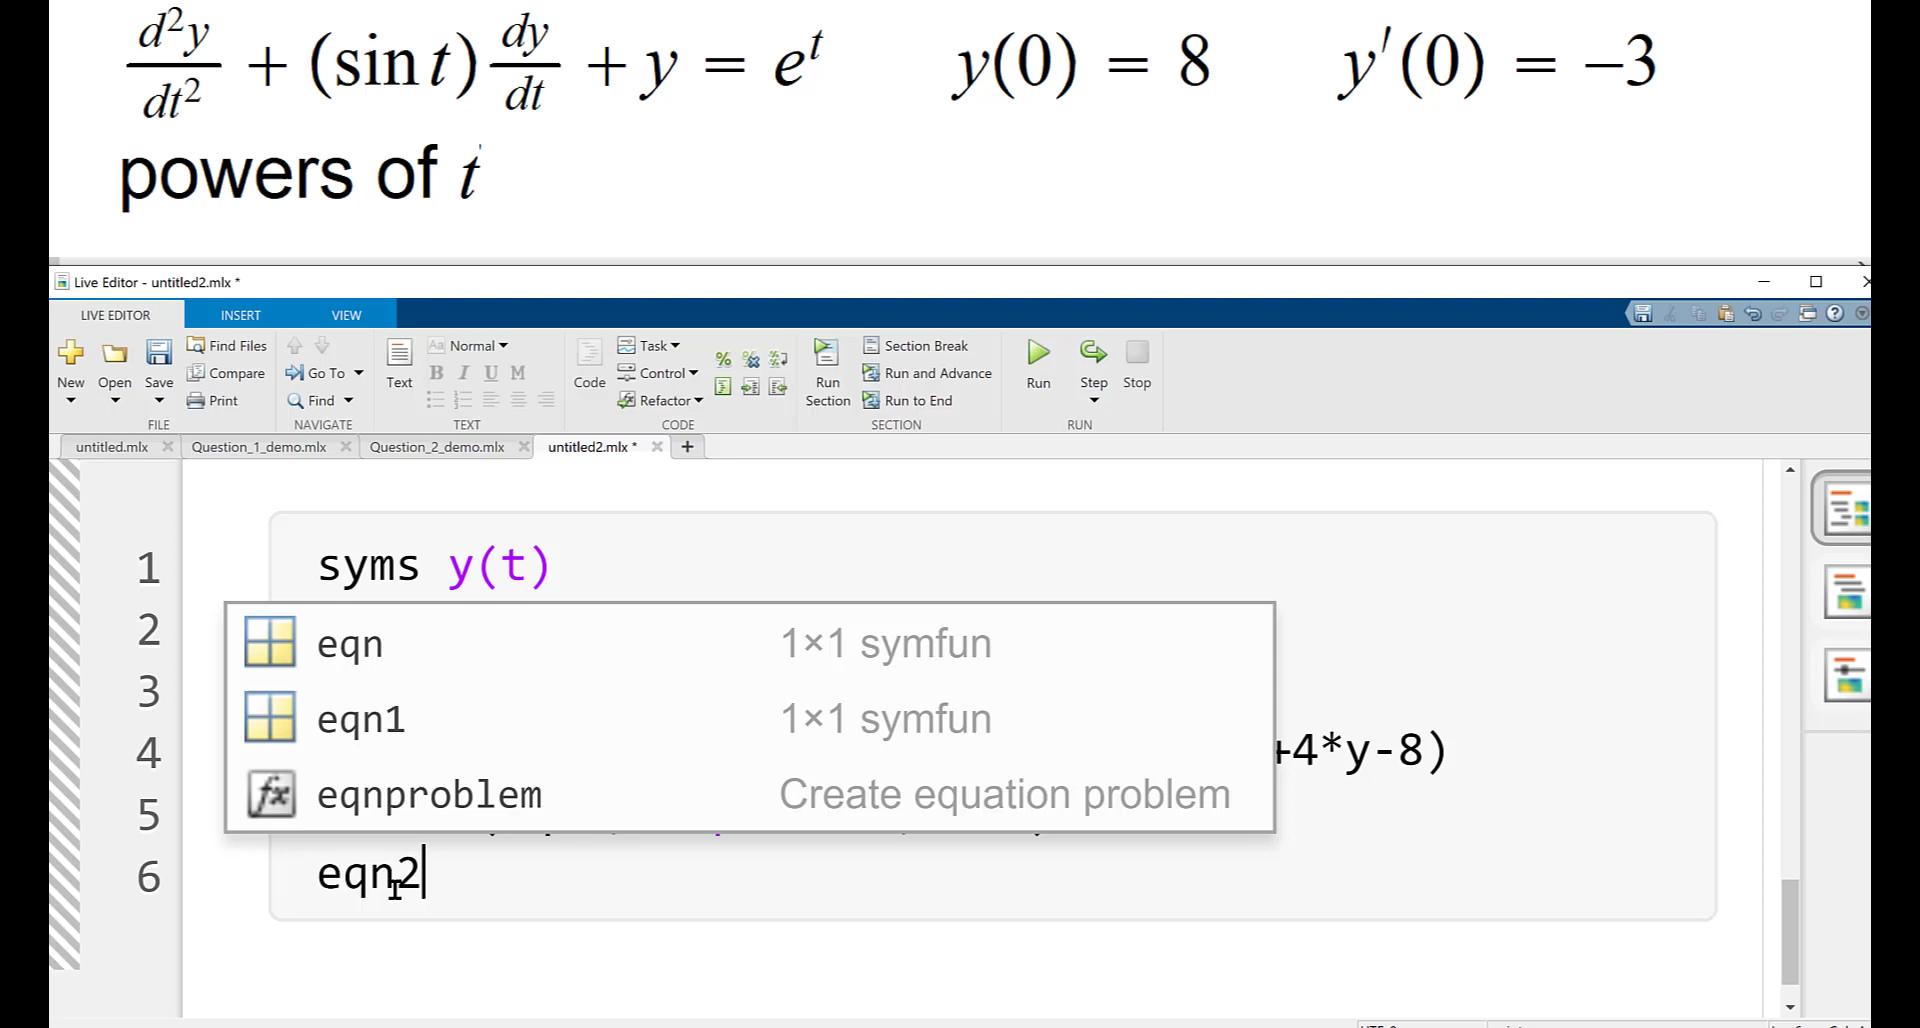 d²y/dt² + (sin t) dy/dt + y = eᵗ y(0) = 8 y′(0) = −3
powers of t
Live Editor - untitled2.mlx *
LIVE EDITOR INSERT VIEW
New Open Save
Find Files
Compare
Print
FILE
Go To
Find
NAVIGATE
Text
Aa Normal
B I U M
TEXT
Code
Task
Control
Refactor
CODE
Run Section
Section Break
Run and Advance
Run to End
SECTION
Run Step Stop
RUN
untitled.mlx Question_1_demo.mlx Question_2_demo.mlx untitled2.mlx * +
1 syms y(t)
2
3
4 +4*y-8)
5
6 eqn2
eqn 1×1 symfun
eqn1 1×1 symfun
fx eqnproblem Create equation problem